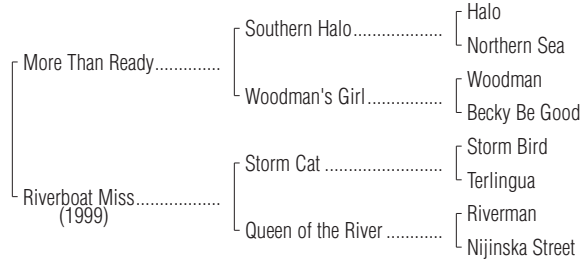 Halo
Southern Halo..................
Northern Sea
More Than Ready..............
Woodman
Woodman's Girl................
Becky Be Good
Storm Bird
Storm Cat ........................
Terlingua
Riverboat Miss.................
(1999)
Riverman
Queen of the River ............
Nijinska Street